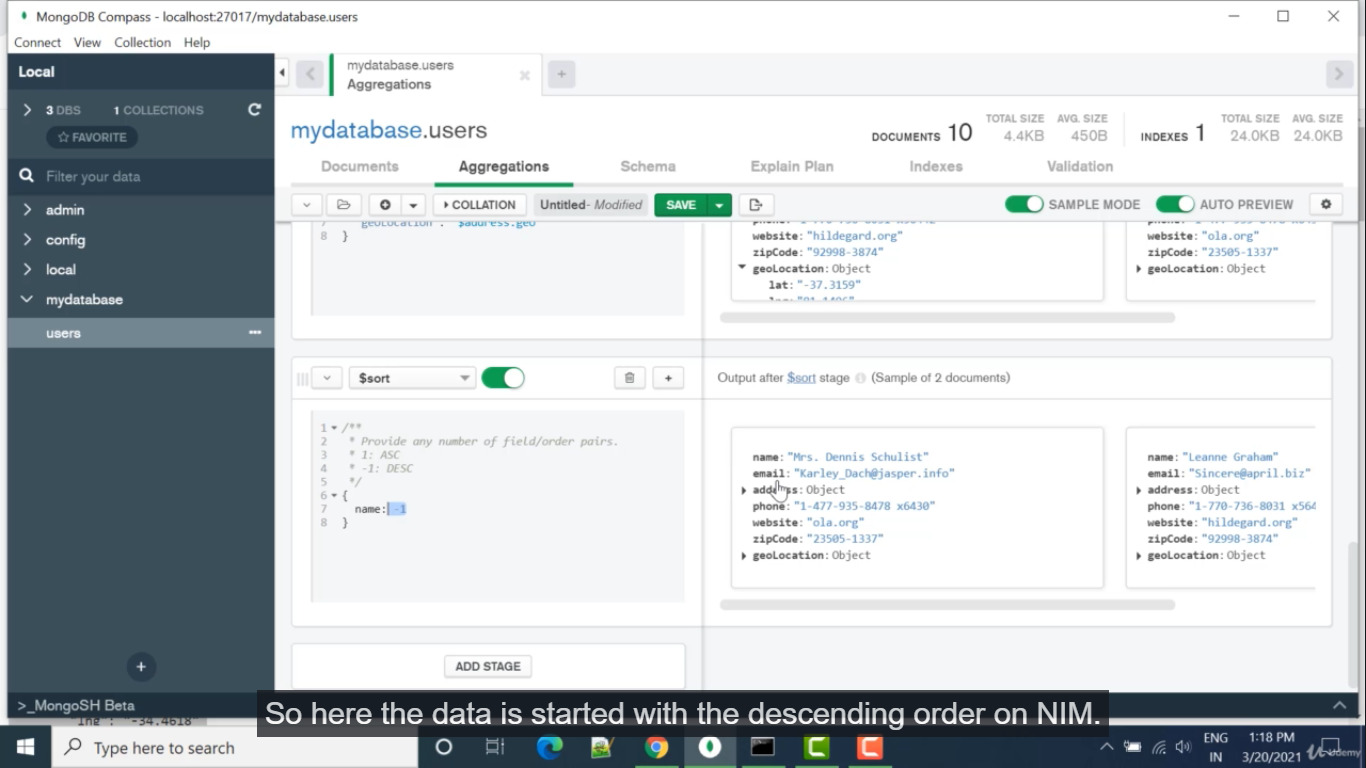 MongoDB Compass - localhost:27017/mydatabase.users
Connect View Collection Help
Local
mydatabase.users
Aggregations
3 DBS 1 COLLECTIONS
FAVORITE
mydatabase.users
DOCUMENTS 10 TOTAL SIZE 4.4KB AVG. SIZE 450B INDEXES 1 TOTAL SIZE 24.0KB AVG. SIZE 24.0KB
Documents Aggregations Schema Explain Plan Indexes Validation
Filter your data
COLLATION Untitled- Modified SAVE SAMPLE MODE AUTO PREVIEW
admin
config
local
mydatabase
users
7 geoLocation : "$address.geo
8 }
website: "hildegard.org"
zipCode: "92998-3874"
geoLocation: Object
lat: "-37.3159"
website: "ola.org"
zipCode: "23505-1337"
geoLocation: Object
$sort
Output after $sort stage (Sample of 2 documents)
1 /**
2 * Provide any number of field/order pairs.
3 * 1: ASC
4 * -1: DESC
5 */
6 {
7 name: -1
8 }
name: "Mrs. Dennis Schulist"
email: "Karley_Dach@jasper.info"
address: Object
phone: "1-477-935-8478 x6430"
website: "ola.org"
zipCode: "23505-1337"
geoLocation: Object
name: "Leanne Graham"
email: "Sincere@april.biz"
address: Object
phone: "1-770-736-8031 x564
website: "hildegard.org"
zipCode: "92998-3874"
geoLocation: Object
ADD STAGE
>_MongoSH Beta
So here the data is started with the descending order on NIM.
"lng": "-34.4618"
Type here to search
ENG
IN
1:18 PM
3/20/2021
Udemy